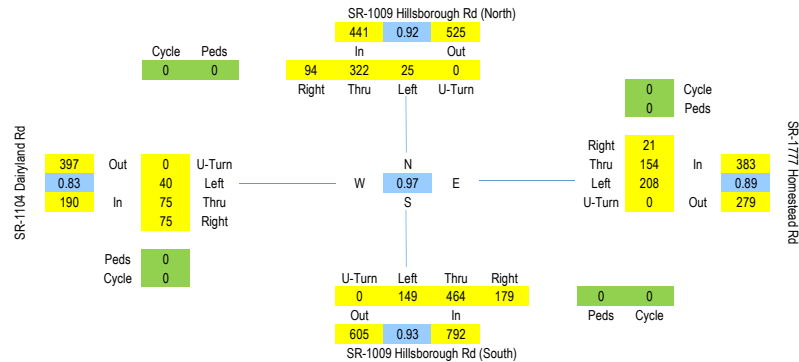 SR-1009 Hillsborough Rd (North)
441 0.92 525
Cycle Peds In Out
0 0 94 322 25 0
Right Thru Left U-Turn
0 Cycle
0 Peds
SR-1104 Dairyland Rd
SR-1777 Homestead Rd
Right 21
397 Out 0 U-Turn N Thru 154 In 383
0.83 40 Left W 0.97 E Left 208 0.89
190 In 75 Thru S U-Turn 0 Out 279
75 Right
Peds 0
Cycle 0
U-Turn Left Thru Right
0 149 464 179 0 0
Out In Peds Cycle
605 0.93 792
SR-1009 Hillsborough Rd (South)